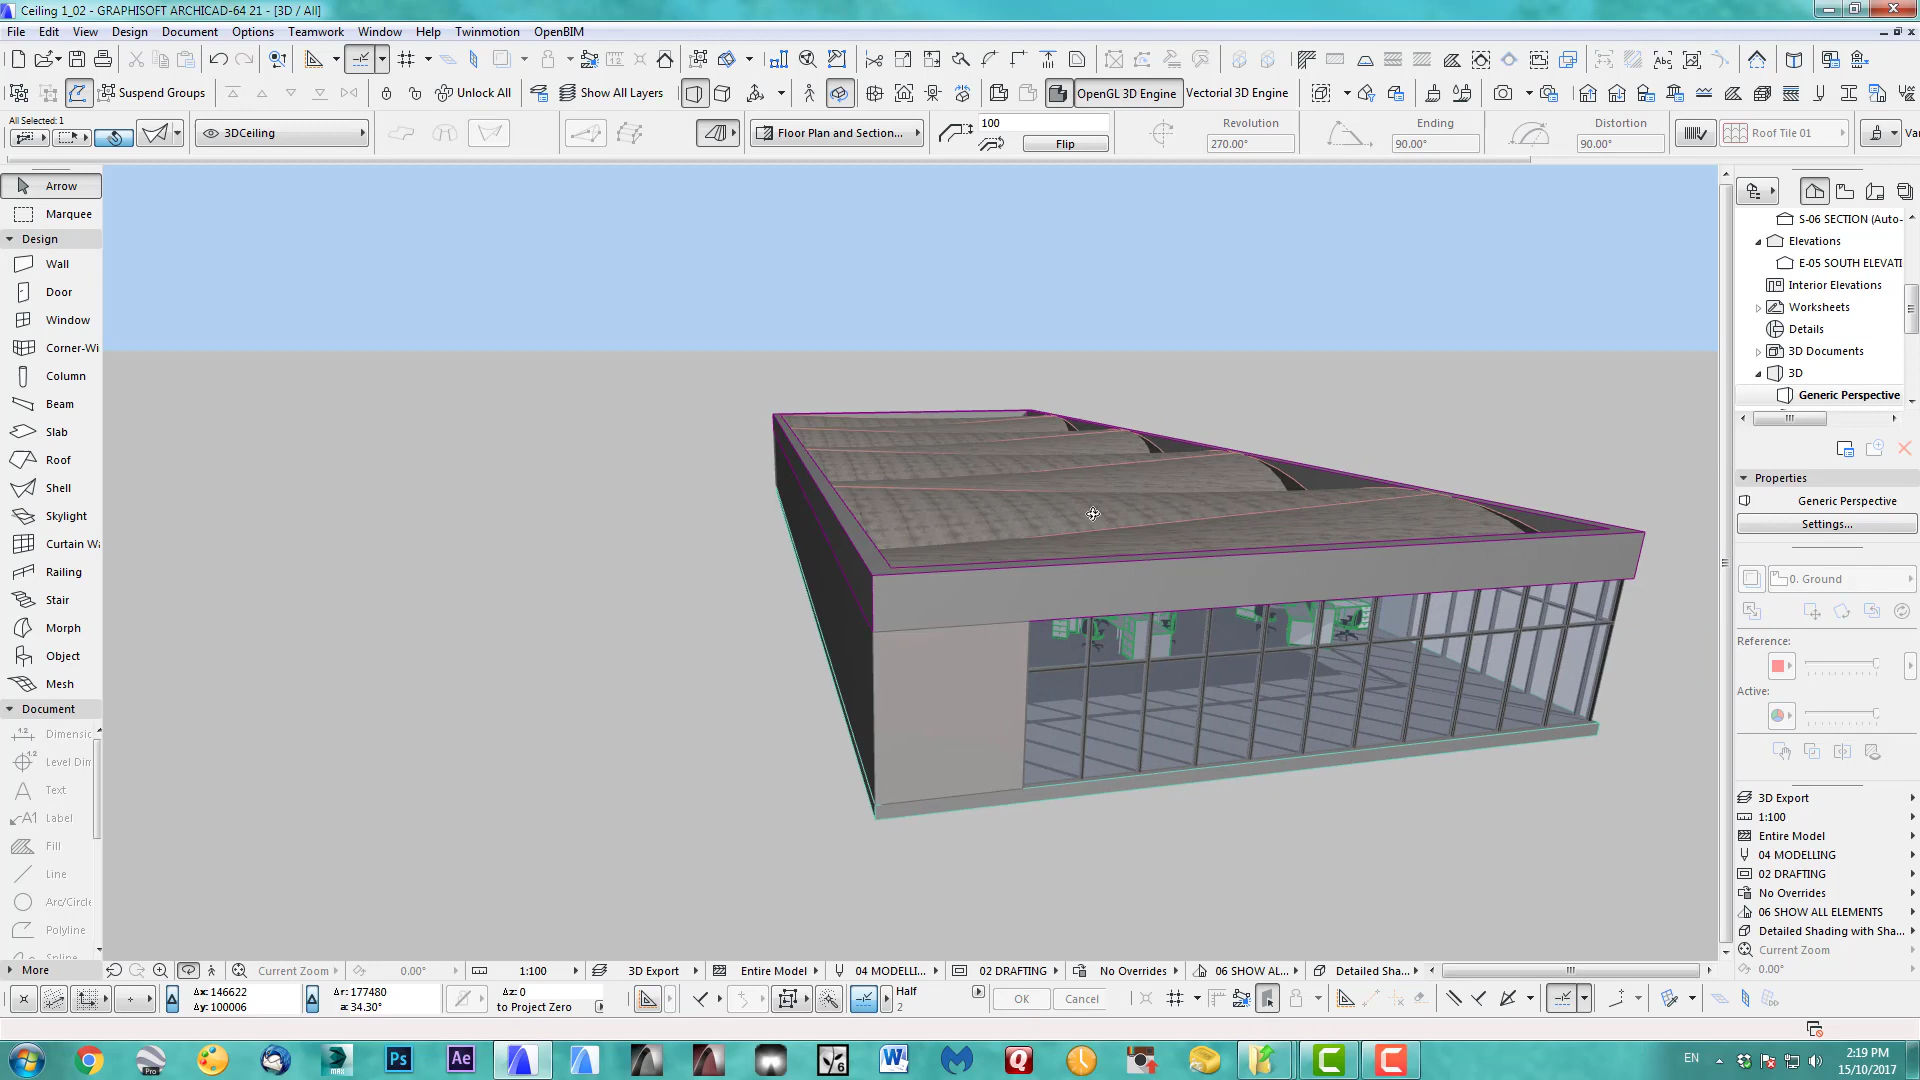 Ceiling 1_02 - GRAPHISOFT ARCHICAD-64 21 - [3D / All]
File Edit View Design Document Options Teamwork Window Help Twinmotion OpenBIM
Suspend Groups Unlock All Show All Layers OpenGL 3D Engine Vectorial 3D Engine
All Selected: 1
3DCeiling
Floor Plan and Section...
100
Flip
Revolution
270.00°
Ending
90.00°
Distortion
90.00°
Roof Tile 01
Arrow
Marquee
Design
Wall
Door
Window
Corner-Wi
Column
Beam
Slab
Roof
Shell
Skylight
Curtain Wa
Railing
Stair
Morph
Object
Mesh
Document
Dimensic
Level Dim
Text
Label
Fill
Line
Arc/Circle
Polyline
More
S-06 SECTION (Auto-
Elevations
E-05 SOUTH ELEVATI
Interior Elevations
Worksheets
Details
3D Documents
3D
Generic Perspective
Properties
Generic Perspective
Settings...
0. Ground
Reference:
Active:
3D Export
1:100
Entire Model
04 MODELLING
02 DRAFTING
No Overrides
06 SHOW ALL ELEMENTS
Detailed Shading with Sha...
Current Zoom
0.00°
Current Zoom 0.00° 1:100 3D Export Entire Model 04 MODELLI... 02 DRAFTING No Overrides 06 SHOW AL... Detailed Sha...
Δx: 146622
Δy: 100006
Δr: 177480
a: 34.30°
Δz: 0
to Project Zero
Half
2
OK
Cancel
EN
2:19 PM
15/10/2017